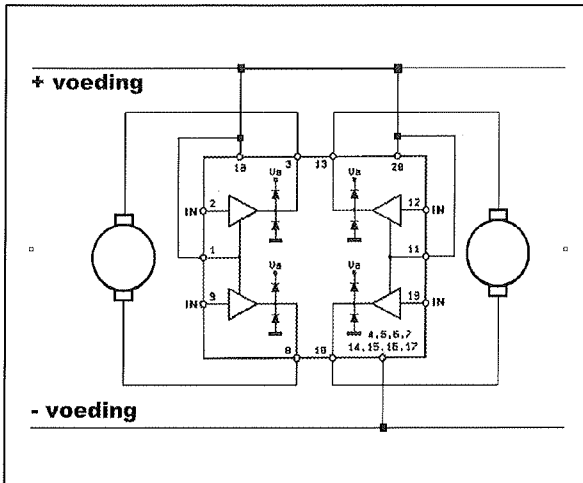 + voeding
10 3 13 20
Vs Vs
IN 2 12 IN
1 11
Vs Vs
IN 9 19 IN
4,5,6,7
8 18 14,15,16,17
- voeding